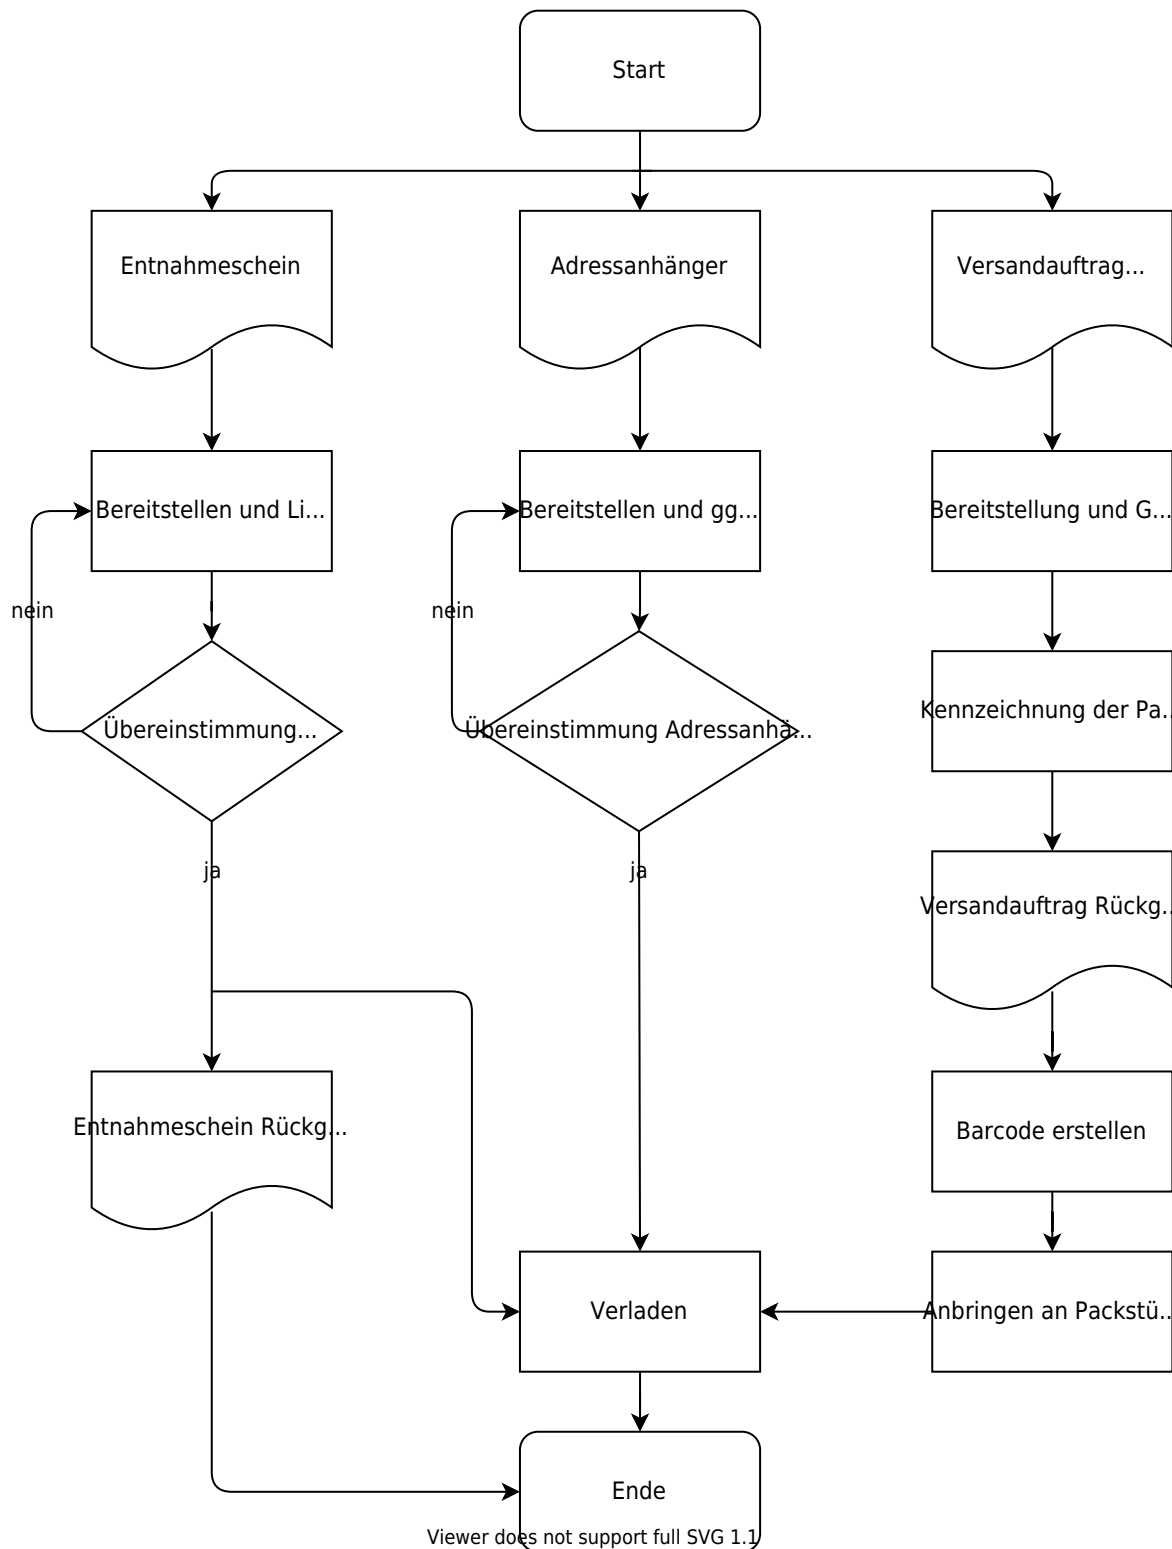 Start
Entnahmeschein
Adressanhänger
Versandauftrag...
Bereitstellen und Li...
Bereitstellen und gg...
Bereitstellung und G...
nein
nein
Übereinstimmung...
Übereinstimmung Adressanhä...
Kennzeichnung der Pa...
ja
ja
Versandauftrag Rückg...
Entnahmeschein Rückg...
Barcode erstellen
Verladen
Anbringen an Packstü...
Ende
Viewer does not support full SVG 1.1